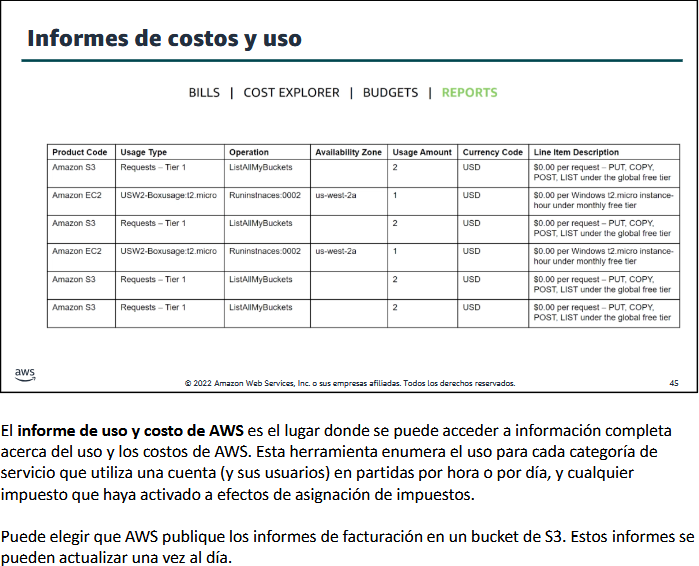 Informes de costos y uso
BILLS | COST EXPLORER | BUDGETS | REPORTS
Product Code Usage Type Operation Availability Zone Usage Amount Currency Code Line Item Description
Amazon S3 Requests – Tier 1 ListAllMyBuckets 2 USD $0.00 per request – PUT, COPY,
POST, LIST under the global free tier
Amazon EC2 USW2-Boxusage:t2.micro Runinstnaces:0002 us-west-2a 1 USD $0.00 per Windows t2.micro instance-
hour under monthly free tier
Amazon S3 Requests – Tier 1 ListAllMyBuckets 2 USD $0.00 per request – PUT, COPY,
POST, LIST under the global free tier
Amazon EC2 USW2-Boxusage:t2.micro Runinstnaces:0002 us-west-2a 1 USD $0.00 per Windows t2.micro instance-
hour under monthly free tier
Amazon S3 Requests – Tier 1 ListAllMyBuckets 2 USD $0.00 per request – PUT, COPY,
POST, LIST under the global free tier
Amazon S3 Requests – Tier 1 ListAllMyBuckets 2 USD $0.00 per request – PUT, COPY,
POST, LIST under the global free tier
aws
© 2022 Amazon Web Services, Inc. o sus empresas afiliadas. Todos los derechos reservados. 45
El informe de uso y costo de AWS es el lugar donde se puede acceder a información completa
acerca del uso y los costos de AWS. Esta herramienta enumera el uso para cada categoría de
servicio que utiliza una cuenta (y sus usuarios) en partidas por hora o por día, y cualquier
impuesto que haya activado a efectos de asignación de impuestos.
Puede elegir que AWS publique los informes de facturación en un bucket de S3. Estos informes se
pueden actualizar una vez al día.